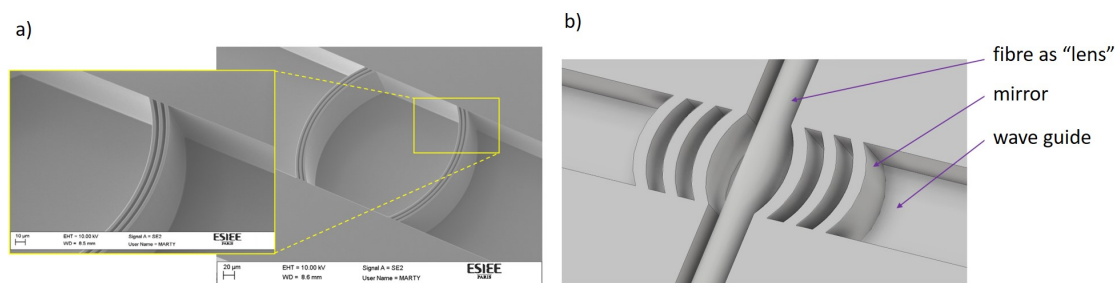 a)
b)
fibre as “lens”
mirror
wave guide
10 µm
EHT = 10.00 kV
WD = 8.6 mm
Signal A = SE2
User Name = MARTY
ESIEE
PARIS
20 µm
EHT = 10.00 kV
WD = 8.6 mm
Signal A = SE2
User Name = MARTY
ESIEE
PARIS